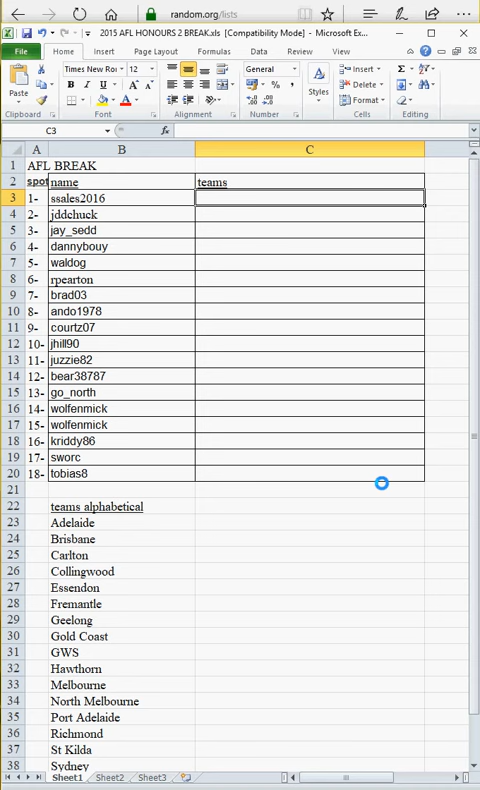 random.org/lists
2015 AFL HONOURS 2 BREAK.xls [Compatibility Mode] - Microsoft Ex...
File Home Insert Page Layout Formulas Data Review View
Times New Ro 12 General Insert Σ
Paste B I U Styles Delete
$ % , Format
Clipboard Font Alignment Number Cells Editing
C3 fx
A B C
1 AFL BREAK
2 spot name teams
3 1- ssales2016
4 2- jddchuck
5 3- jay_sedd
6 4- dannybouy
7 5- waldog
8 6- rpearton
9 7- brad03
10 8- ando1978
11 9- courtz07
12 10- jhill90
13 11- juzzie82
14 12- bear38787
15 13- go_north
16 14- wolfenmick
17 15- wolfenmick
18 16- kriddy86
19 17- sworc
20 18- tobias8
21
22 teams alphabetical
23 Adelaide
24 Brisbane
25 Carlton
26 Collingwood
27 Essendon
28 Fremantle
29 Geelong
30 Gold Coast
31 GWS
32 Hawthorn
33 Melbourne
34 North Melbourne
35 Port Adelaide
36 Richmond
37 St Kilda
38 Sydney
Sheet1 Sheet2 Sheet3